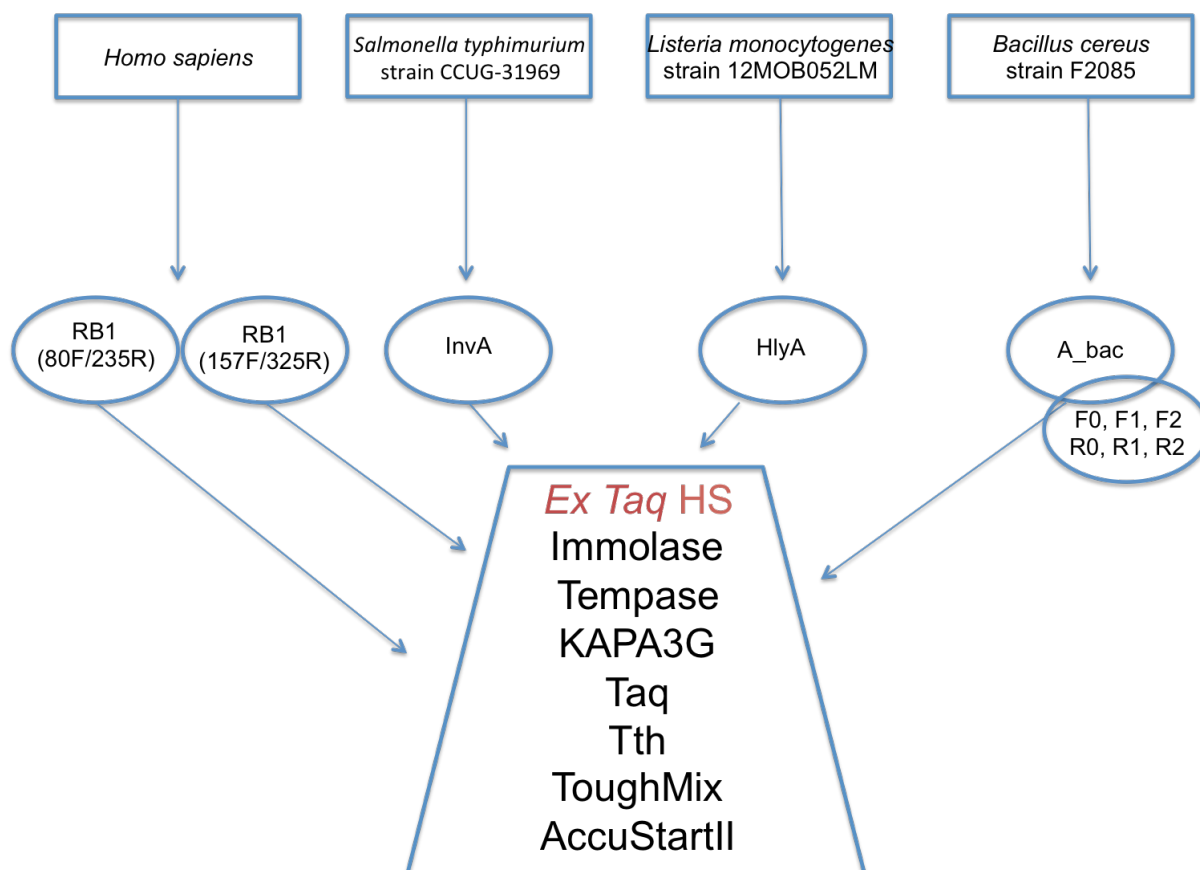 Homo sapiens
Salmonella typhimurium
strain CCUG-31969
Listeria monocytogenes
strain 12MOB052LM
Bacillus cereus
strain F2085
RB1
(80F/235R)
RB1
(157F/325R)
InvA
HlyA
A_bac
F0, F1, F2
R0, R1, R2
Ex Taq HS
Immolase
Tempase
KAPA3G
Taq
Tth
ToughMix
AccuStartII